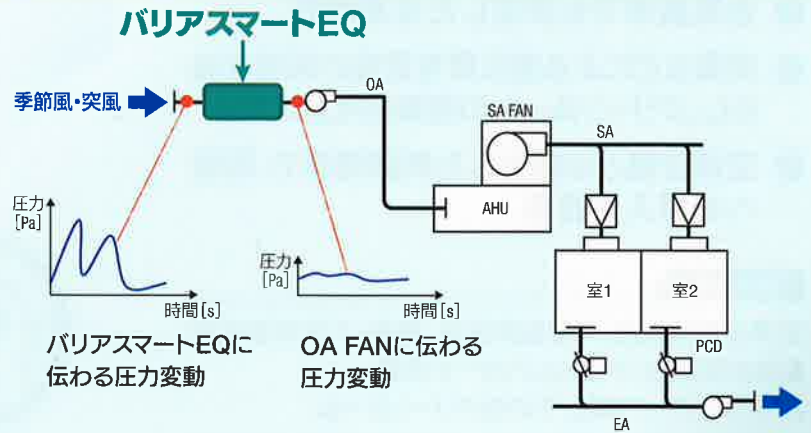 バリアスマートEQ
季節風・突風
OA
SA FAN
SA
AHU
圧力
[Pa]
時間[s]
バリアスマートEQに
伝わる圧力変動
圧力
[Pa]
時間[s]
OA FANに伝わる
圧力変動
室1
室2
PCD
EA